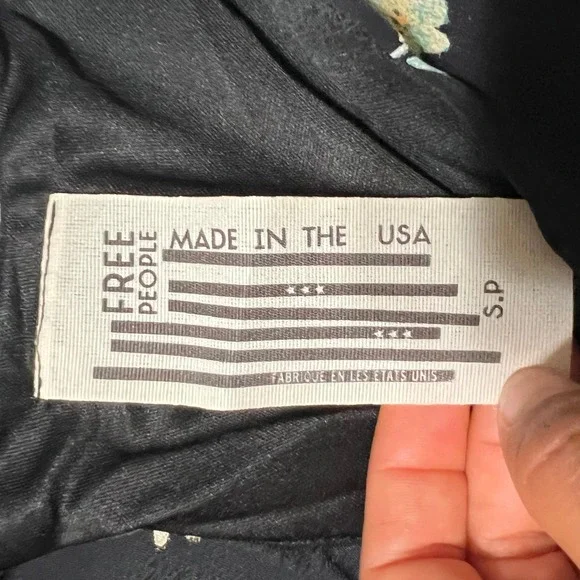 FREE
PEOPLE
MADE IN THE USA
S.P
FABRIQUE EN LES ETATS UNIS